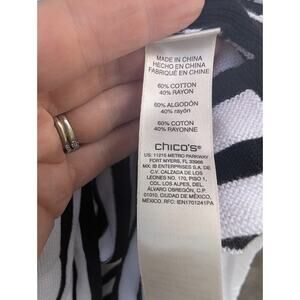 MADE IN CHINA
HECHO EN CHINA
FABRIQUÉ EN CHINE
60% COTTON
40% RAYON
60% ALGODÓN
40% rayón
60% COTON
40% RAYONNE
chico's®
US: 11215 METRO PARKWAY
FORT MYERS, FL 33966
MX: IB ENTERPRISES S.A. DE
C.V. CALZADA DE LOS
LEONES NO. 170, PISO 1,
COL LOS ALPES, DEL.
ÁLVARO OBREGÓN, C.P
01010, CIUDAD DE MÉXICO,
MÉXICO. RFC: IEN1701241PA